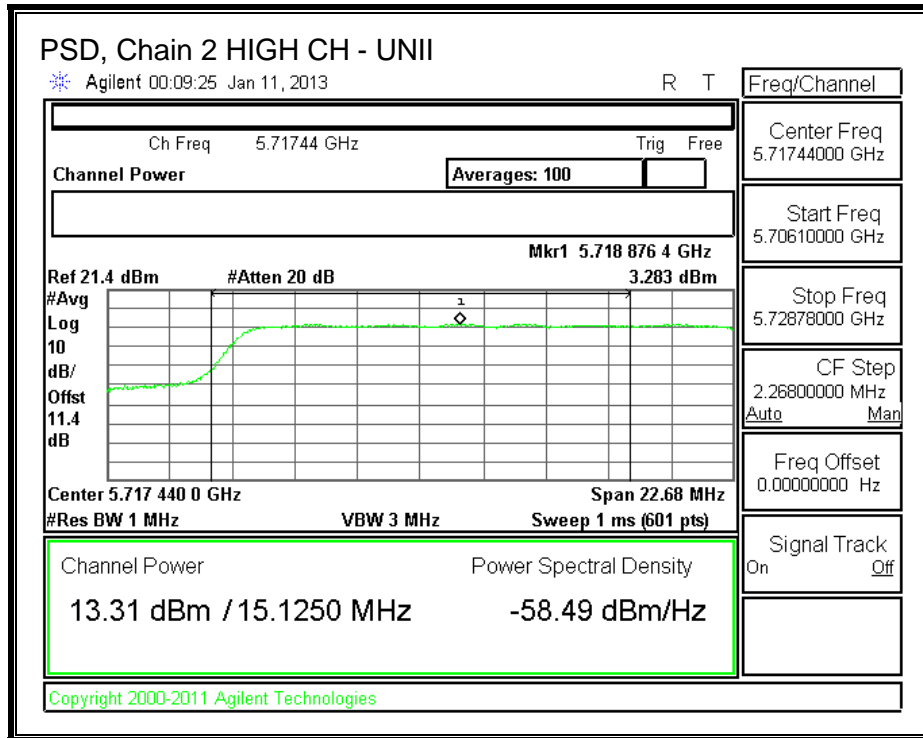 PSD, Chain 2 HIGH CH - UNII
Agilent 00:09:25 Jan 11, 2013 R T
Freq/Channel
Ch Freq 5.71744 GHz Trig Free
Channel Power Averages: 100
Mkr1 5.718 876 4 GHz
Ref 21.4 dBm #Atten 20 dB 3.283 dBm
#Avg
Log
10
dB/
Offst
11.4
dB
1
Center 5.717 440 0 GHz Span 22.68 MHz
#Res BW 1 MHz VBW 3 MHz Sweep 1 ms (601 pts)
Channel Power Power Spectral Density
13.31 dBm / 15.1250 MHz -58.49 dBm/Hz
Copyright 2000-2011 Agilent Technologies
Center Freq
5.71744000 GHz
Start Freq
5.70610000 GHz
Stop Freq
5.72878000 GHz
CF Step
2.26800000 MHz
Auto Man
Freq Offset
0.00000000 Hz
Signal Track
On Off